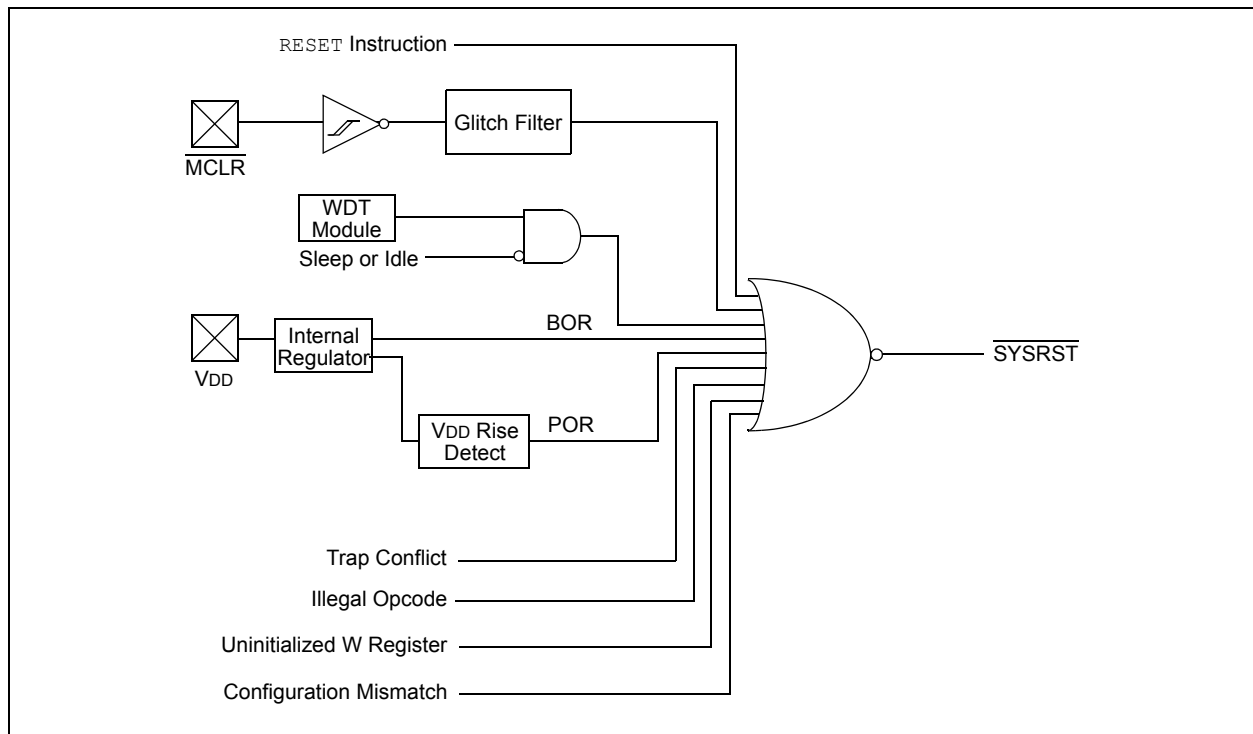 RESET Instruction
Glitch Filter
MCLR
WDT
Module
Sleep or Idle
BOR
Internal
Regulator
SYSRST
VDD
POR
VDD Rise
Detect
Trap Conflict
Illegal Opcode
Uninitialized W Register
Configuration Mismatch